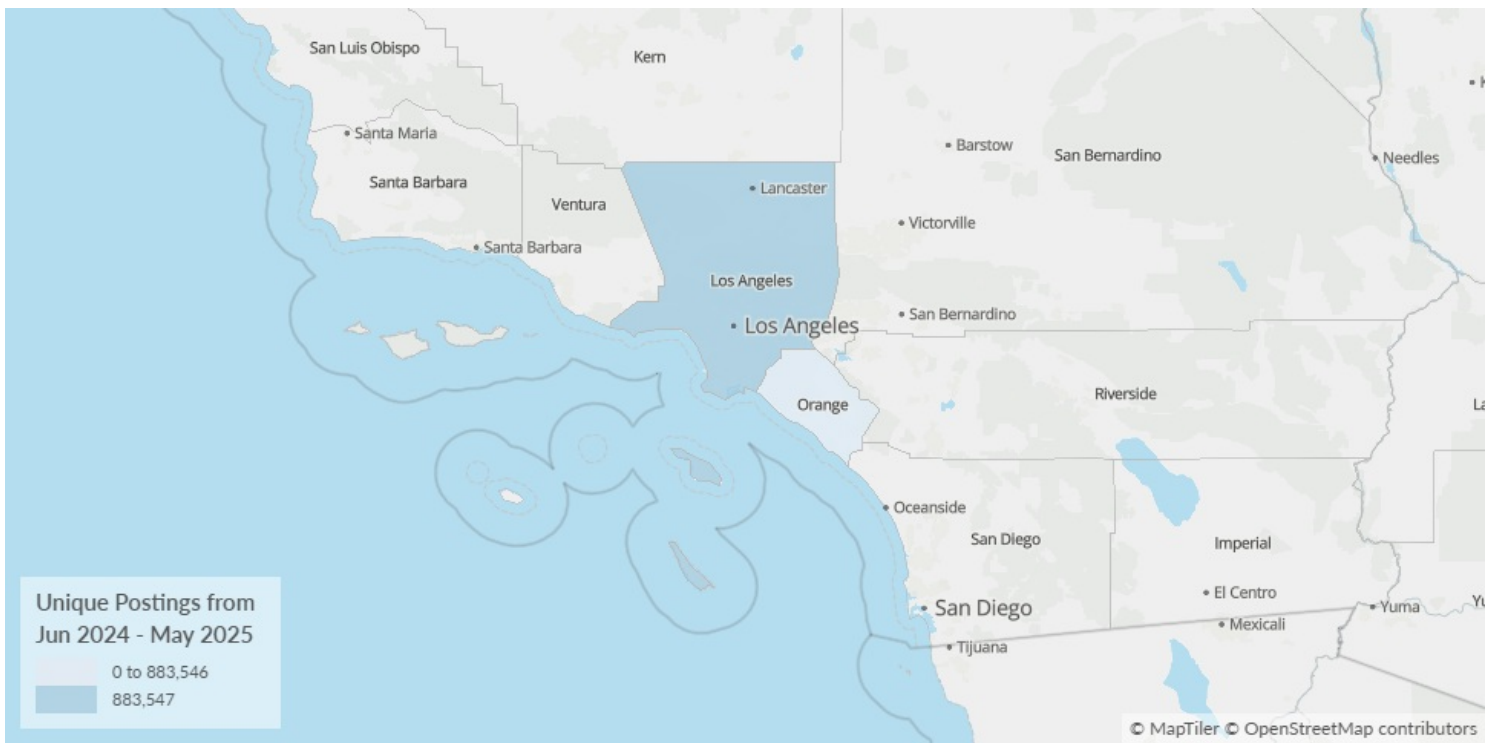 San Luis Obispo
Kern
Santa Maria
Barstow
San Bernardino
Needles
Santa Barbara
Lancaster
Ventura
Victorville
Santa Barbara
Los Angeles
San Bernardino
Los Angeles
Riverside
Orange
Oceanside
San Diego
Imperial
El Centro
San Diego
Yuma
Mexicali
Tijuana
Unique Postings from
Jun 2024 - May 2025
0 to 883,546
883,547
© MapTiler © OpenStreetMap contributors